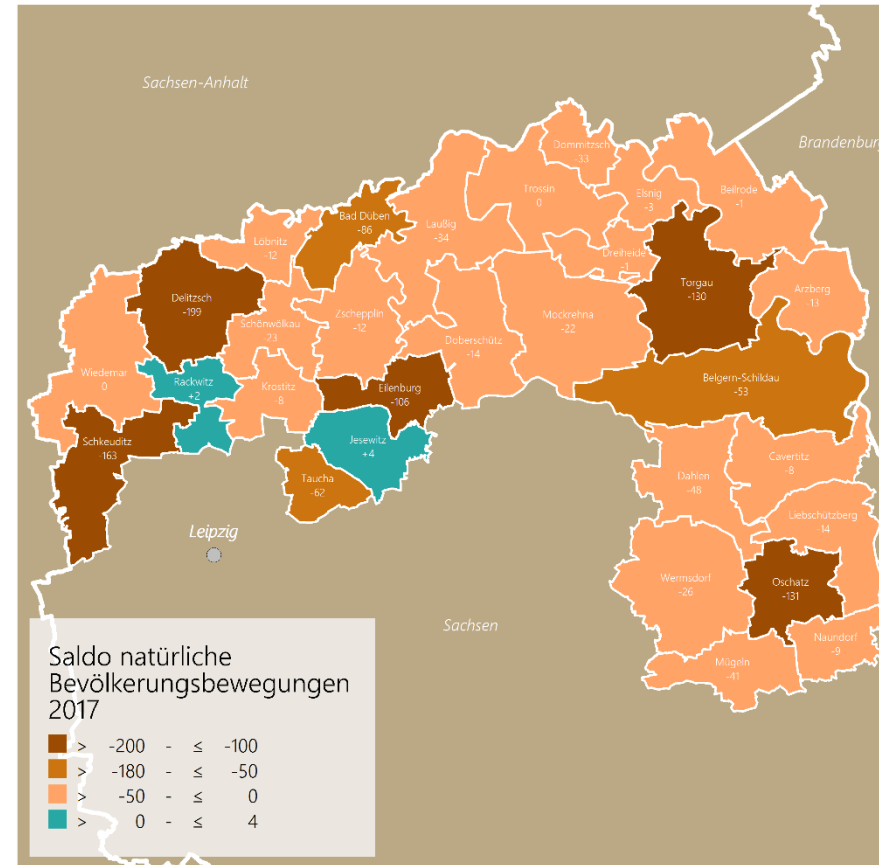 Sachsen-Anhalt
Brandenburg
Dommitzsch
-33
Trossin
0
Elsnig
-3
Beilrode
-1
Bad Düben
-86
Laußig
-34
Löbnitz
-12
Dreiheide
-1
Torgau
-130
Arzberg
-13
Delitzsch
-199
Schönwölkau
-23
Zschepplin
-12
Mockrehna
-22
Doberschütz
-14
Wiedemar
0
Rackwitz
+2
Krostitz
-8
Eilenburg
-106
Belgern-Schildau
-53
Schkeuditz
-163
Jesewitz
+4
Taucha
-62
Dahlen
-48
Cavertitz
-8
Liebschützberg
-14
Leipzig
Wermsdorf
-26
Oschatz
-131
Sachsen
Naundorf
-9
Mügeln
-41
Saldo natürliche
Bevölkerungsbewegungen
2017
> -200 - ≤ -100
> -180 - ≤ -50
> -50 - ≤ 0
> 0 - ≤ 4